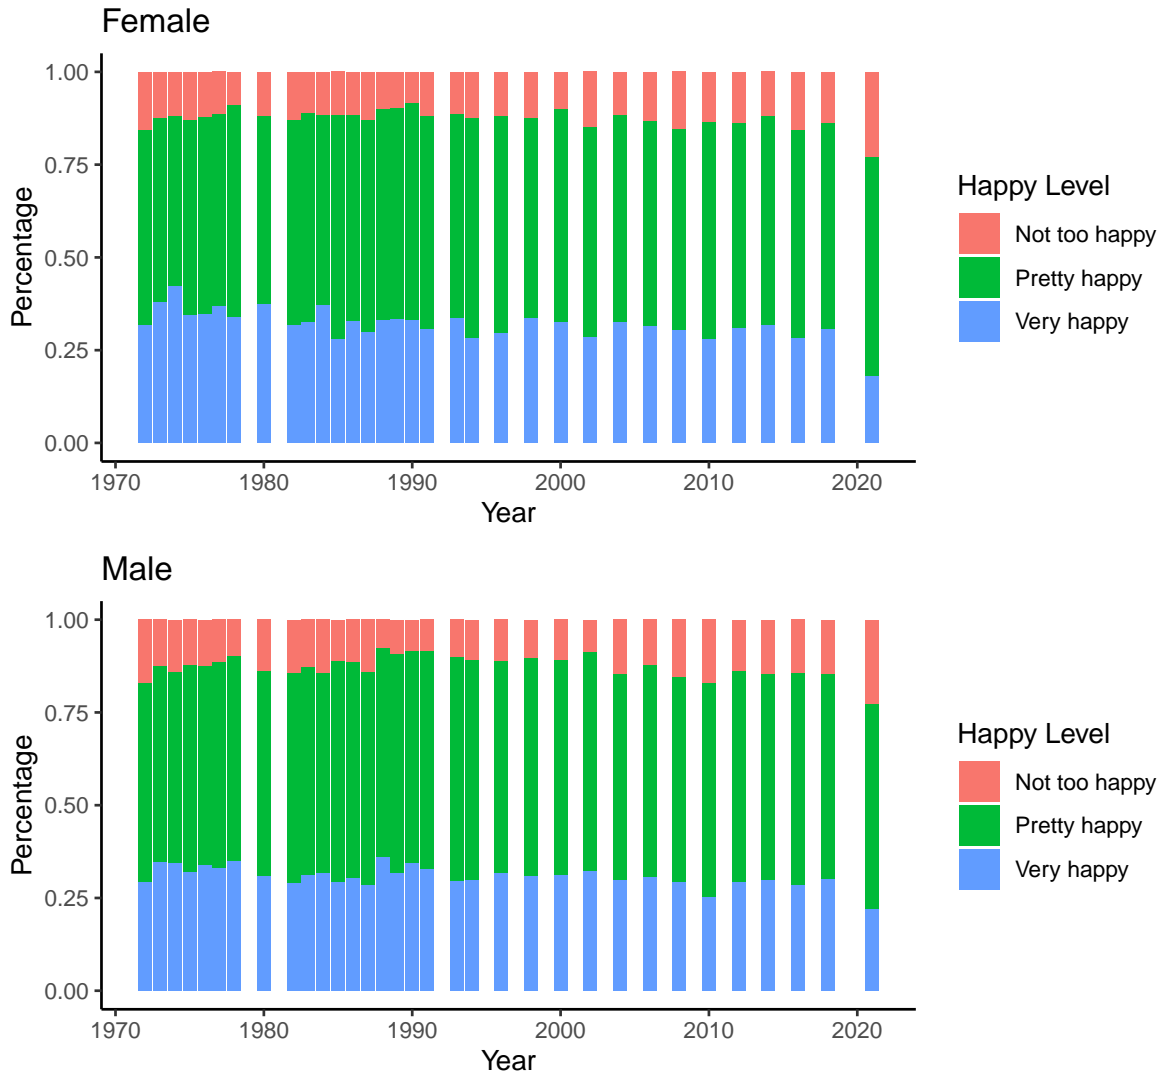 Female
1.00
0.75
0.50
0.25
0.00
Percentage
1970 1980 1990 2000 2010 2020
Year
Happy Level
Not too happy
Pretty happy
Very happy
Male
1.00
0.75
0.50
0.25
0.00
Percentage
1970 1980 1990 2000 2010 2020
Year
Happy Level
Not too happy
Pretty happy
Very happy